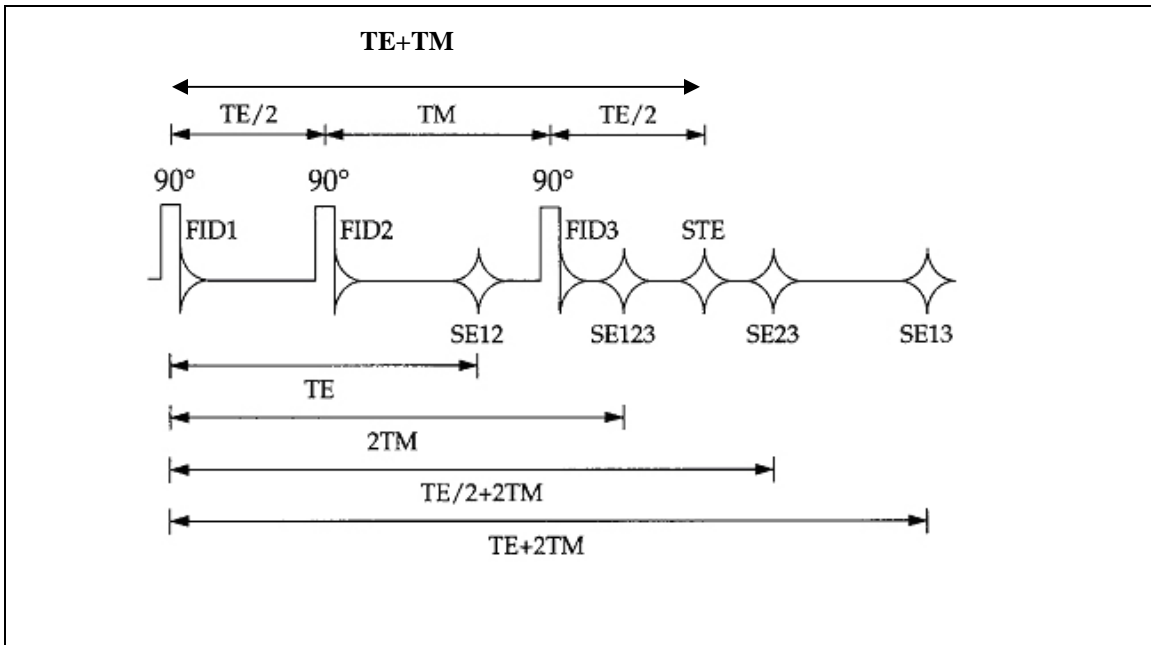 TE+TM
TE/2 TM TE/2
90° 90° 90°
FID1 FID2 FID3 STE
SE12 SE123 SE23 SE13
TE
2TM
TE/2+2TM
TE+2TM